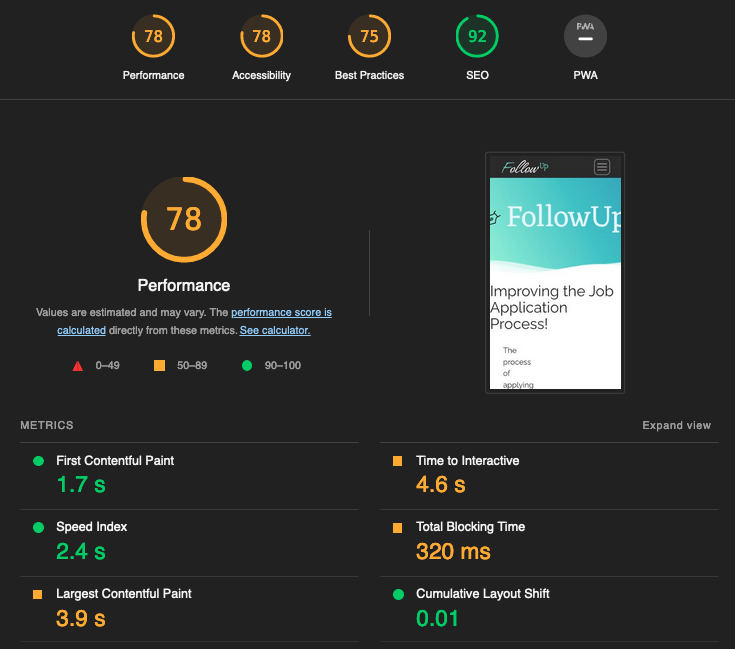 78
78
75
92
PWA
Performance
Accessibility
Best Practices
SEO
PWA
78
Performance
Values are estimated and may vary. The performance score is
calculated directly from these metrics. See calculator.
0–49
50–89
90–100
FollowUp
FollowUp
Improving the Job
Application
Process!
The
process
of
applying
METRICS
Expand view
First Contentful Paint
1.7 s
Time to Interactive
4.6 s
Speed Index
2.4 s
Total Blocking Time
320 ms
Largest Contentful Paint
3.9 s
Cumulative Layout Shift
0.01